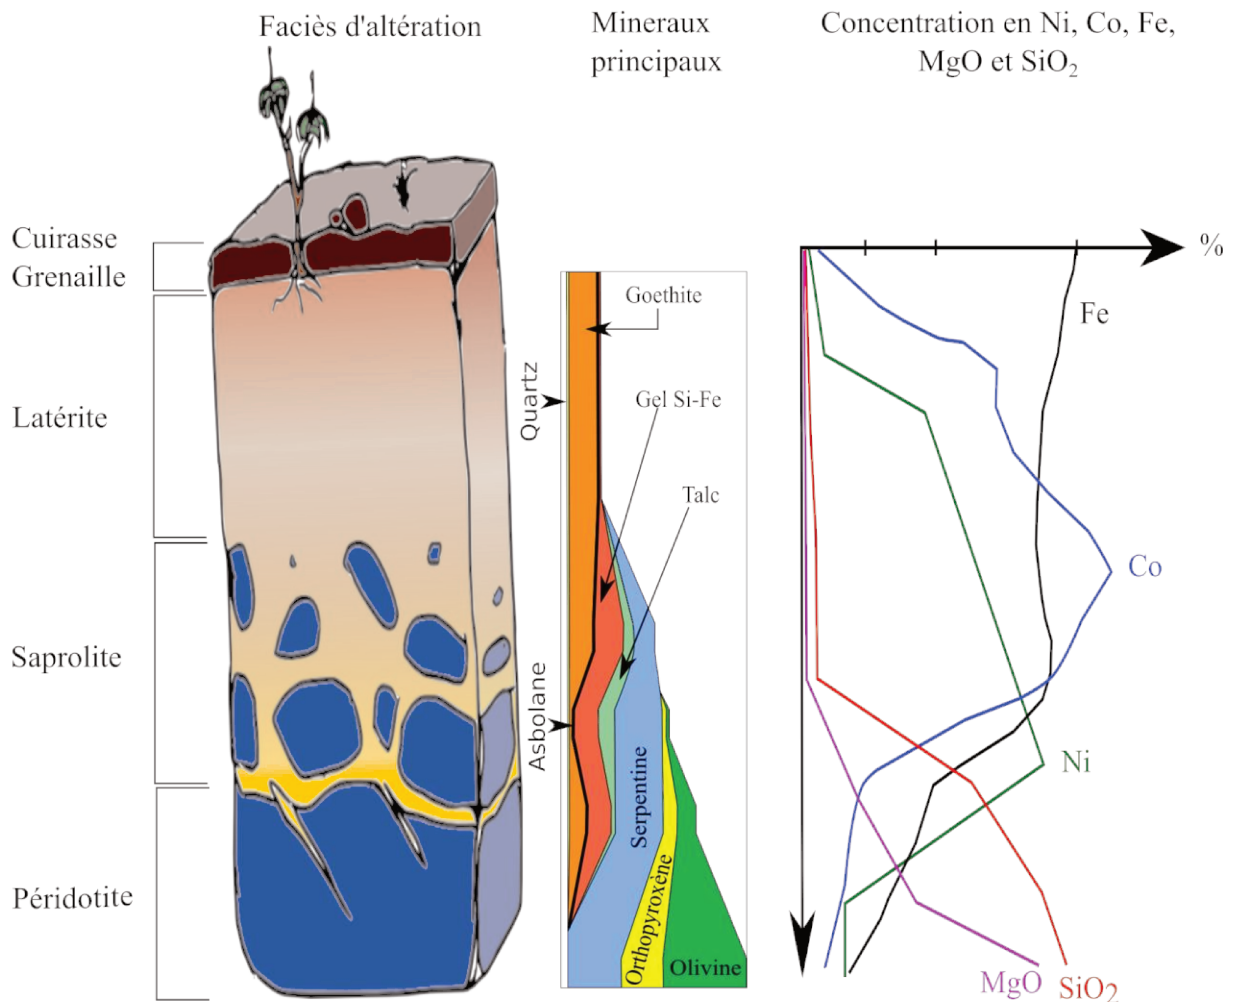 Faciès d'altération
Mineraux
principaux
Concentration en Ni, Co, Fe,
MgO et SiO₂
Cuirasse
Grenaille
Latérite
Saprolite
Péridotite
Quartz
Asbolane
Goethite
Gel Si-Fe
Talc
Serpentine
Orthopyroxène
Olivine
%
Fe
Co
Ni
MgO
SiO₂